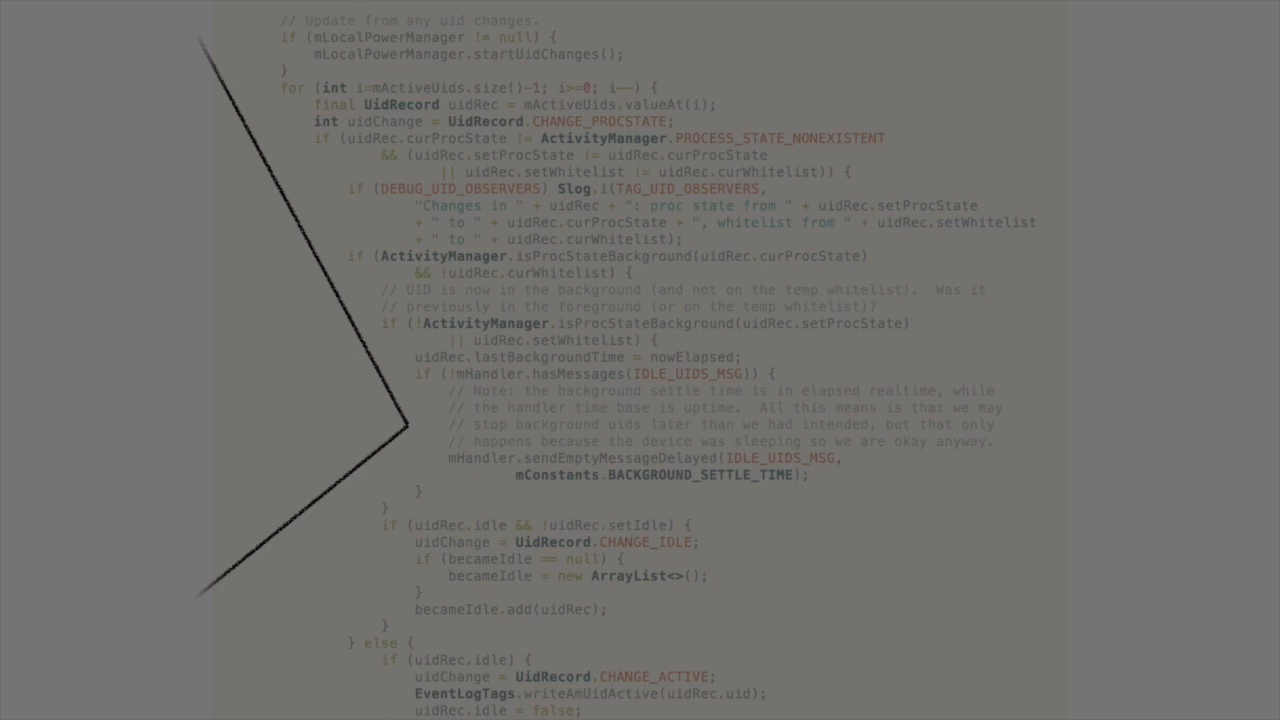 // Update from any uid changes.
if (mLocalPowerManager != null) {
mLocalPowerManager.startUidChanges();
}
for (int i=mActiveUids.size()-1; i>=0; i--) {
final UidRecord uidRec = mActiveUids.valueAt(i);
int uidChange = UidRecord.CHANGE_PROCSTATE;
if (uidRec.curProcState != ActivityManager.PROCESS_STATE_NONEXISTENT
&& (uidRec.setProcState != uidRec.curProcState
|| uidRec.setWhitelist != uidRec.curWhitelist)) {
if (DEBUG_UID_OBSERVERS) Slog.i(TAG_UID_OBSERVERS,
"Changes in " + uidRec + ": proc state from " + uidRec.setProcState
+ " to " + uidRec.curProcState + ", whitelist from " + uidRec.setWhitelist
+ " to " + uidRec.curWhitelist);
if (ActivityManager.isProcStateBackground(uidRec.curProcState)
&& !uidRec.curWhitelist) {
// UID is now in the background (and not on the temp whitelist).  Was it
// previously in the foreground (or on the temp whitelist)?
if (!ActivityManager.isProcStateBackground(uidRec.setProcState)
|| uidRec.setWhitelist) {
uidRec.lastBackgroundTime = nowElapsed;
if (!mHandler.hasMessages(IDLE_UIDS_MSG)) {
// Note: the background settle time is in elapsed realtime, while
// the handler time base is uptime.  All this means is that we may
// stop background uids later than we had intended, but that only
// happens because the device was sleeping so we are okay anyway.
mHandler.sendEmptyMessageDelayed(IDLE_UIDS_MSG,
mConstants.BACKGROUND_SETTLE_TIME);
}
}
if (uidRec.idle && !uidRec.setIdle) {
uidChange = UidRecord.CHANGE_IDLE;
if (becameIdle == null) {
becameIdle = new ArrayList<>();
}
becameIdle.add(uidRec);
}
} else {
if (uidRec.idle) {
uidChange = UidRecord.CHANGE_ACTIVE;
EventLogTags.writeAmUidActive(uidRec.uid);
uidRec.idle = false;